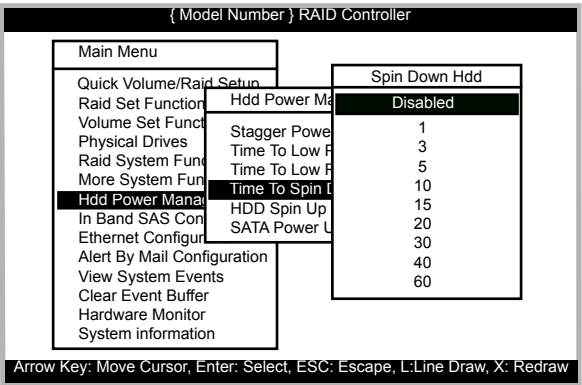 { Model Number } RAID Controller
Main Menu
Quick Volume/Raid Setup
Raid Set Function
Volume Set Funct
Physical Drives
Raid System Fun
More System Fun
Hdd Power Mana
In Band SAS Con
Ethernet Configur
Alert By Mail Configuration
View System Events
Clear Event Buffer
Hardware Monitor
System information
Hdd Power Ma
Stagger Powe
Time To Low P
Time To Low P
Time To Spin D
HDD Spin Up
SATA Power U
Spin Down Hdd
Disabled
1
3
5
10
15
20
30
40
60
Arrow Key: Move Cursor, Enter: Select, ESC: Escape, L:Line Draw, X: Redraw